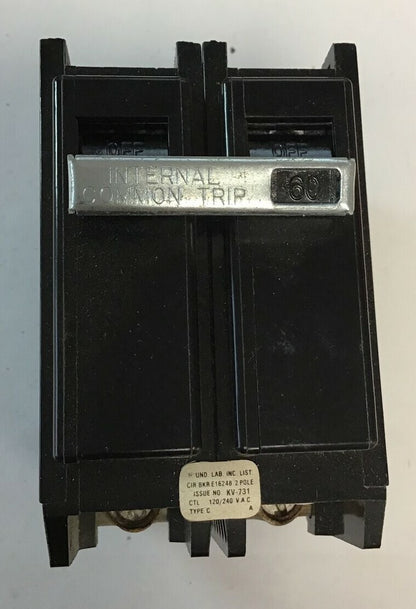 OFF OFF
INTERNAL
COMMON TRIP 60
UND. LAB. INC. LIST.
CIR BKR E16248 2 POLE
ISSUE NO. KV-731
CTL 120/240 V.A.C
TYPE C A